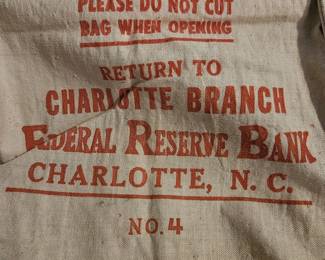 PLEASE DO NOT CUT
BAG WHEN OPENING
RETURN TO
CHARLOTTE BRANCH
FEDERAL RESERVE BANK
CHARLOTTE, N. C.
NO. 4